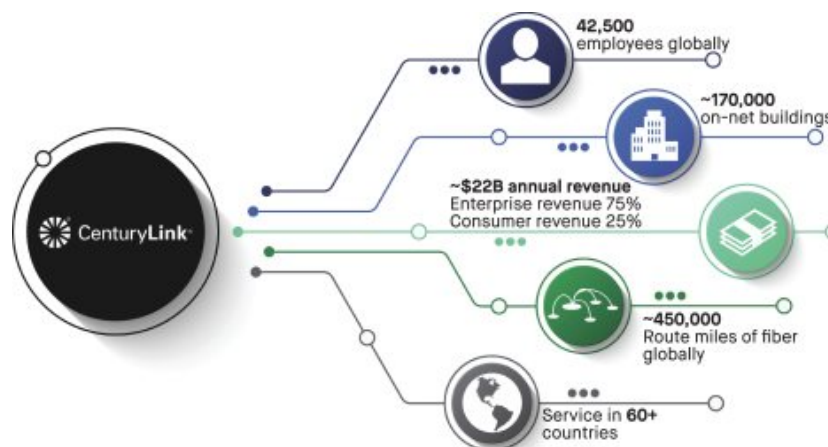 42,500
employees globally
~170,000
on-net buildings
~$22B annual revenue
Enterprise revenue 75%
Consumer revenue 25%
CenturyLink
~450,000
Route miles of fiber
globally
Service in 60+
countries